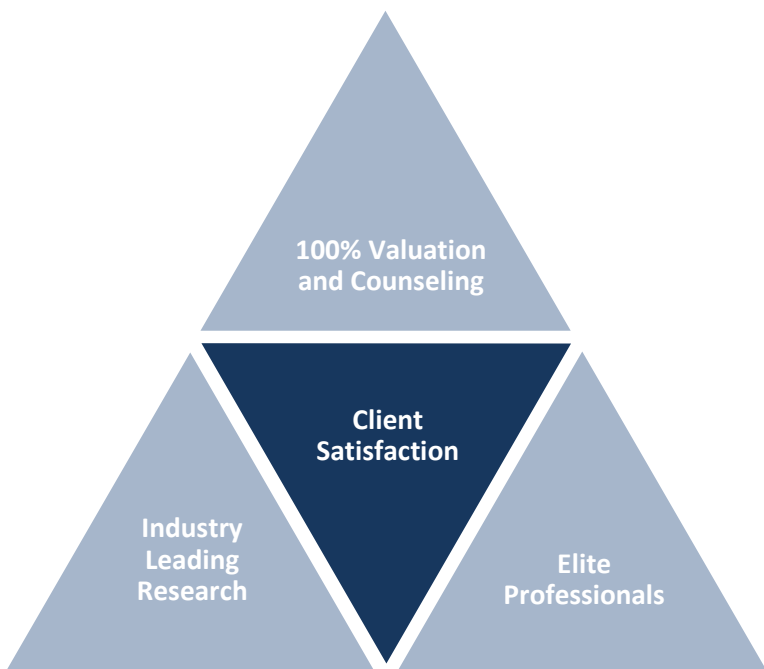 100% Valuation
and Counseling
Client
Satisfaction
Industry
Leading
Research
Elite
Professionals